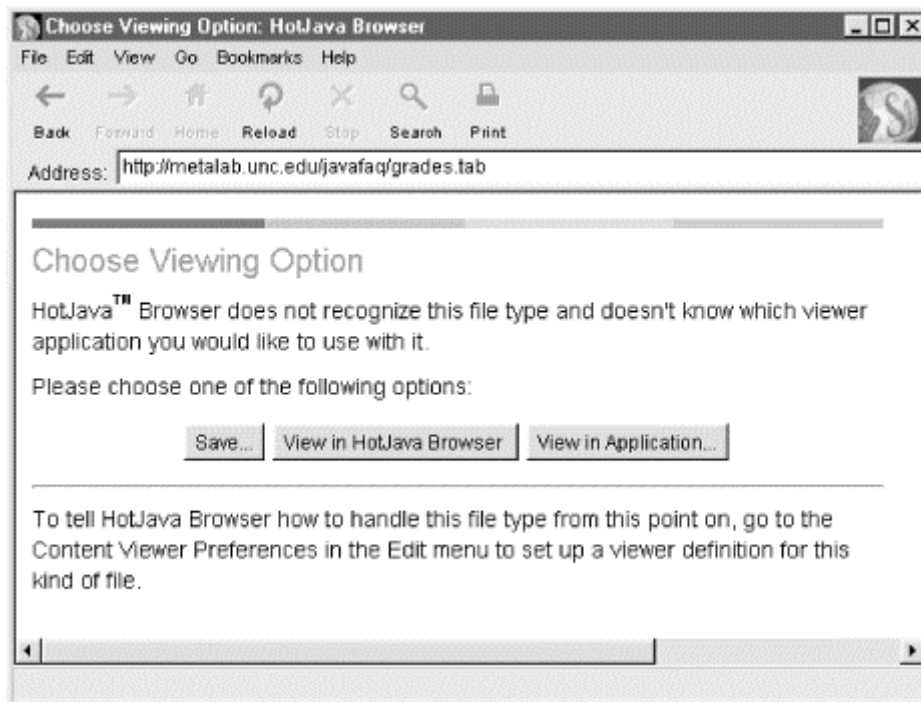 Choose Viewing Option: HotJava Browser
File Edit View Go Bookmarks Help
Back Forward Home Reload Stop Search Print
Address: http://metalab.unc.edu/javafaq/grades.tab
Choose Viewing Option
HotJava™ Browser does not recognize this file type and doesn't know which viewer
application you would like to use with it.
Please choose one of the following options:
Save... View in HotJava Browser View in Application...
To tell HotJava Browser how to handle this file type from this point on, go to the
Content Viewer Preferences in the Edit menu to set up a viewer definition for this
kind of file.